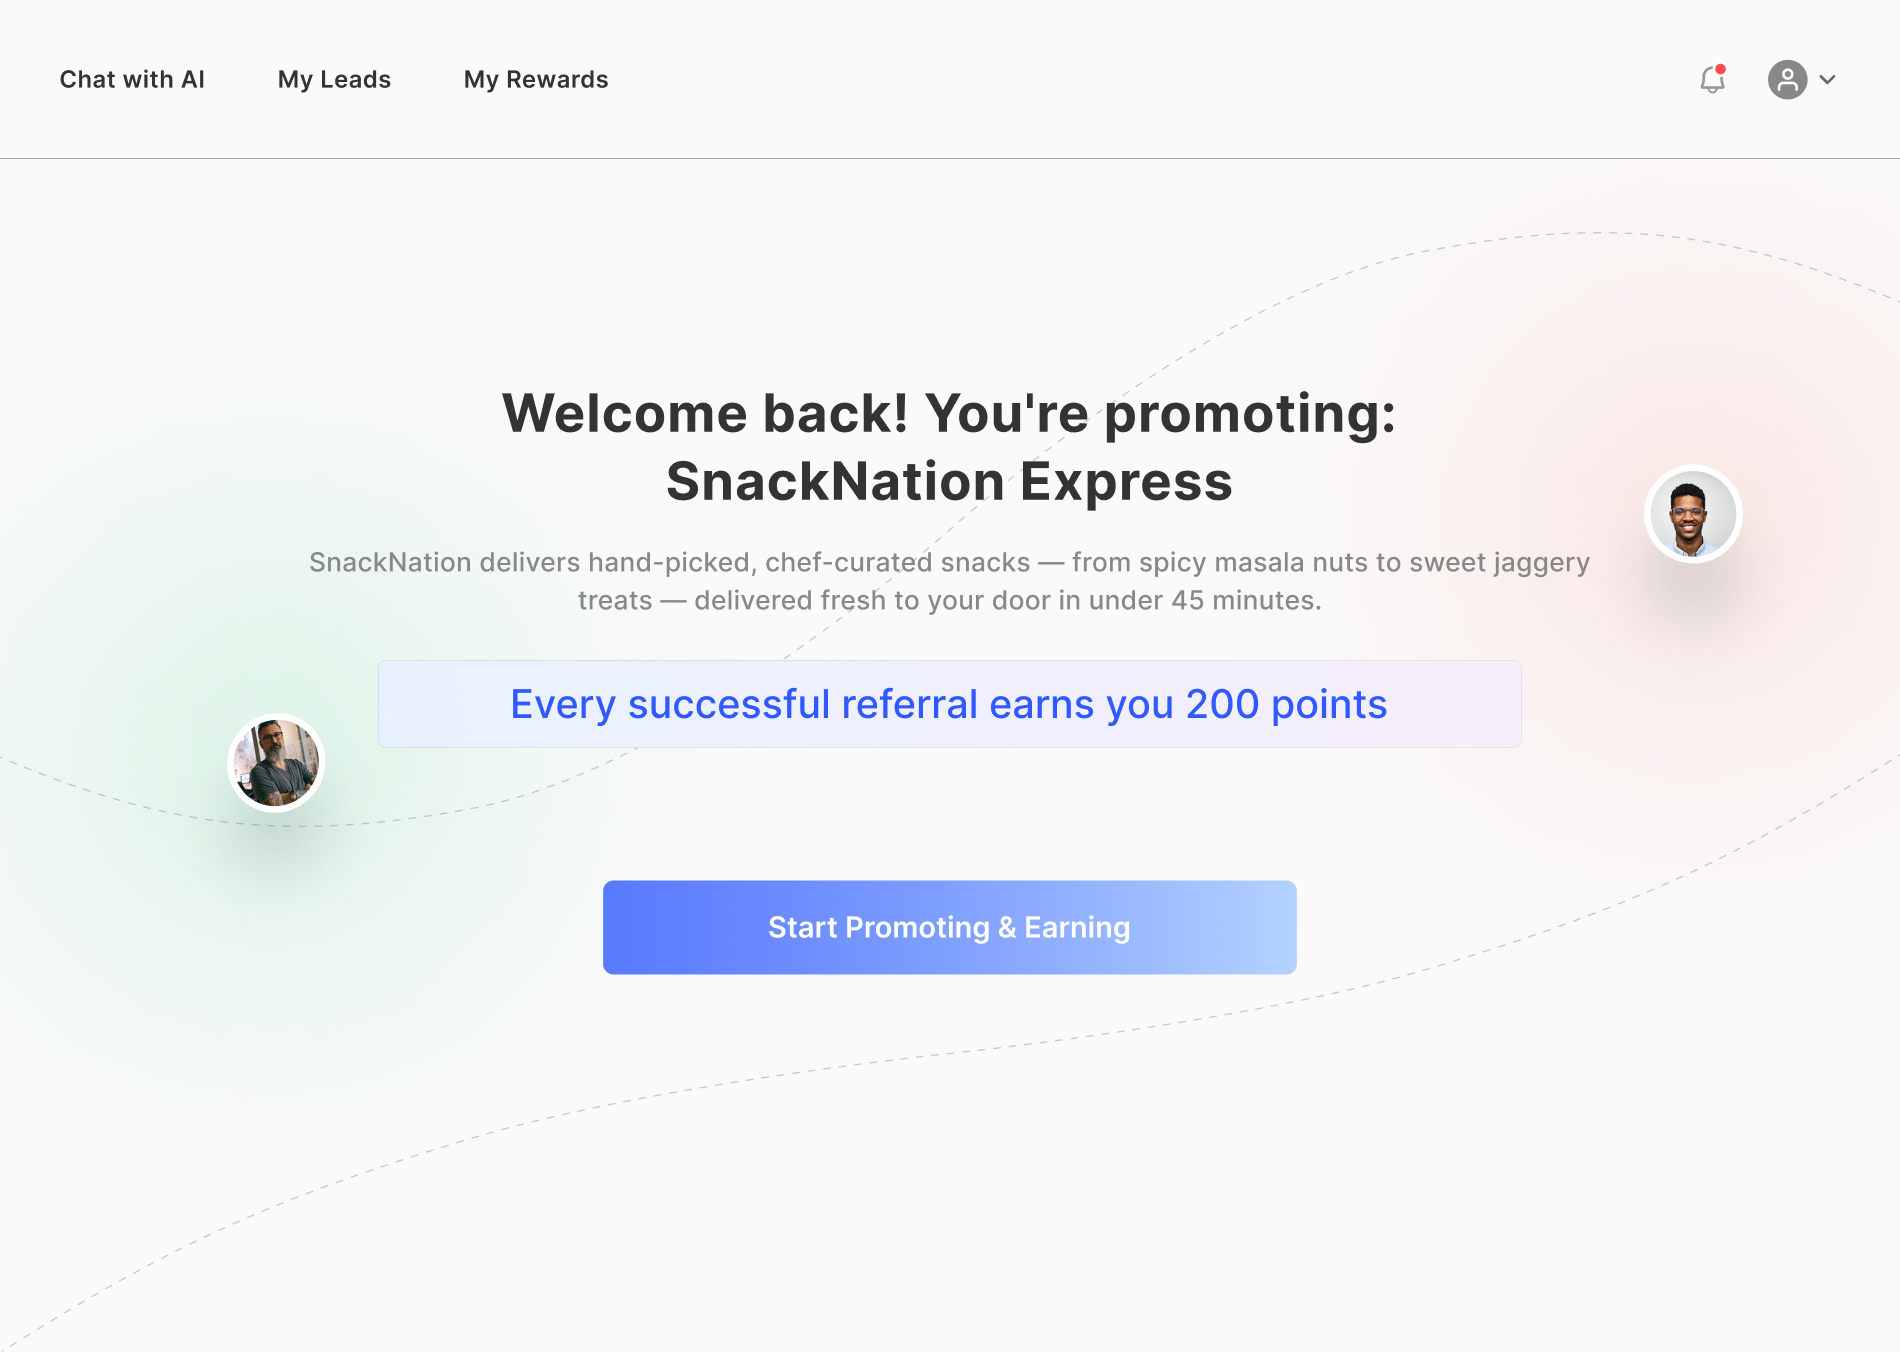 Chat with AI
My Leads
My Rewards
Welcome back! You're promoting:
SnackNation Express
SnackNation delivers hand-picked, chef-curated snacks — from spicy masala nuts to sweet jaggery
treats — delivered fresh to your door in under 45 minutes.
Every successful referral earns you 200 points
Start Promoting & Earning